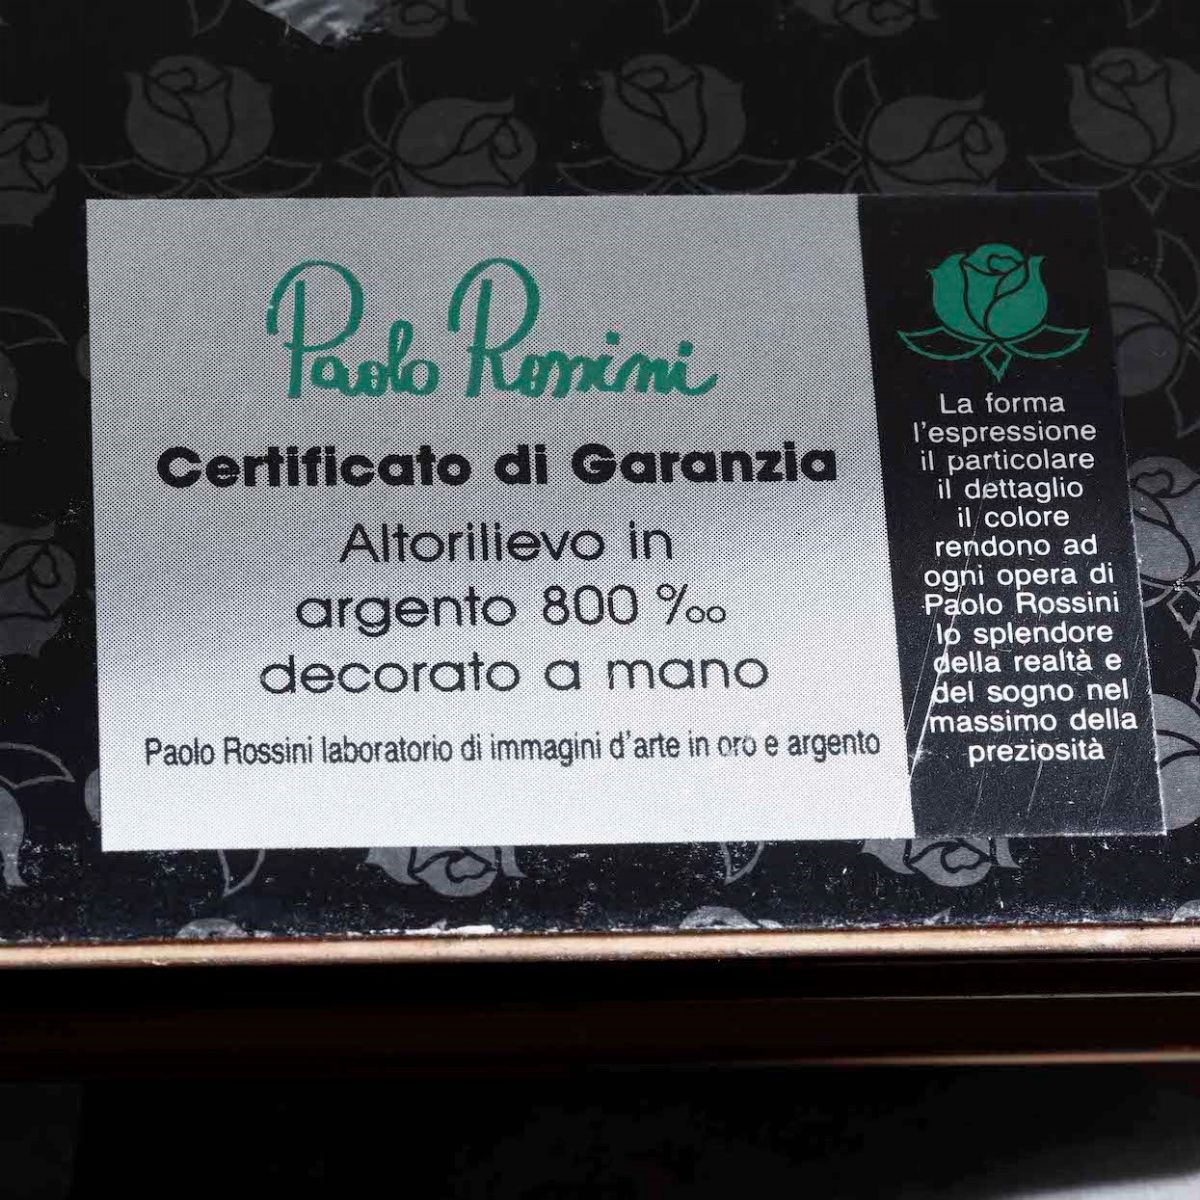 Paolo Rossini
Certificato di Garanzia
Altorilievo in
argento 800 ‰
decorato a mano
Paolo Rossini laboratorio di immagini d'arte in oro e argento
La forma
l'espressione
il particolare
il dettaglio
il colore
rendono ad
ogni opera di
Paolo Rossini
lo splendore
della realtà e
del sogno nel
massimo della
preziosità